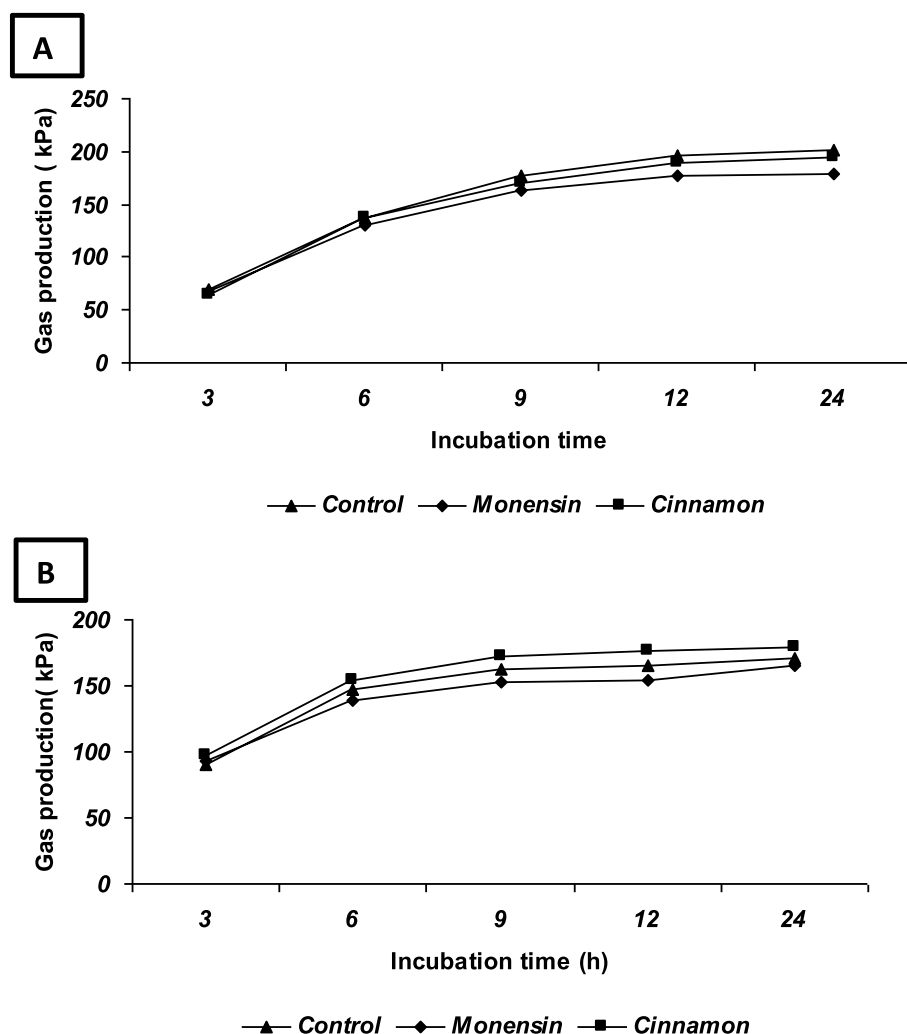 A
Gas production ( kPa)
250
200
150
100
50
0
3 6 9 12 24
Incubation time
Control Monensin Cinnamon
B
Gas production( kPa)
200
150
100
50
0
3 6 9 12 24
Incubation time (h)
Control Monensin Cinnamon